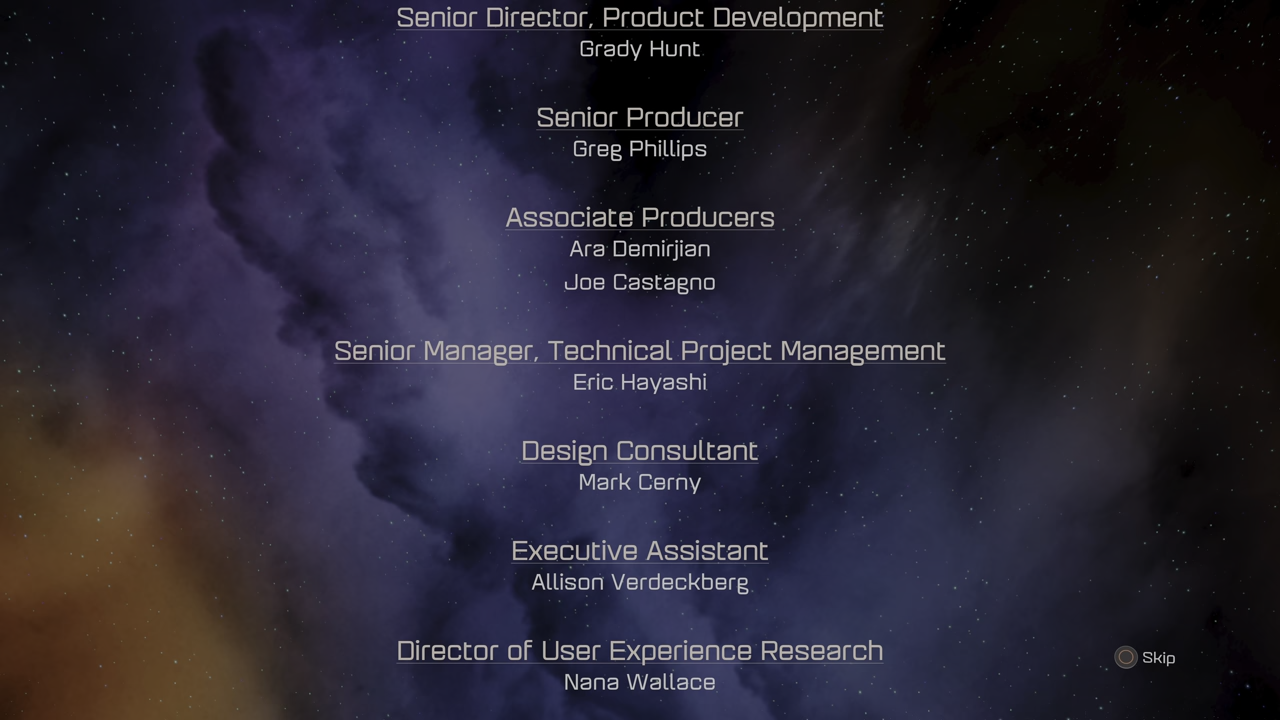 Senior Director, Product Development
Grady Hunt
Senior Producer
Greg Phillips
Associate Producers
Ara Demirjian
Joe Castagno
Senior Manager, Technical Project Management
Eric Hayashi
Design Consultant
Mark Cerny
Executive Assistant
Allison Verdeckberg
Director of User Experience Research
Nana Wallace
Skip